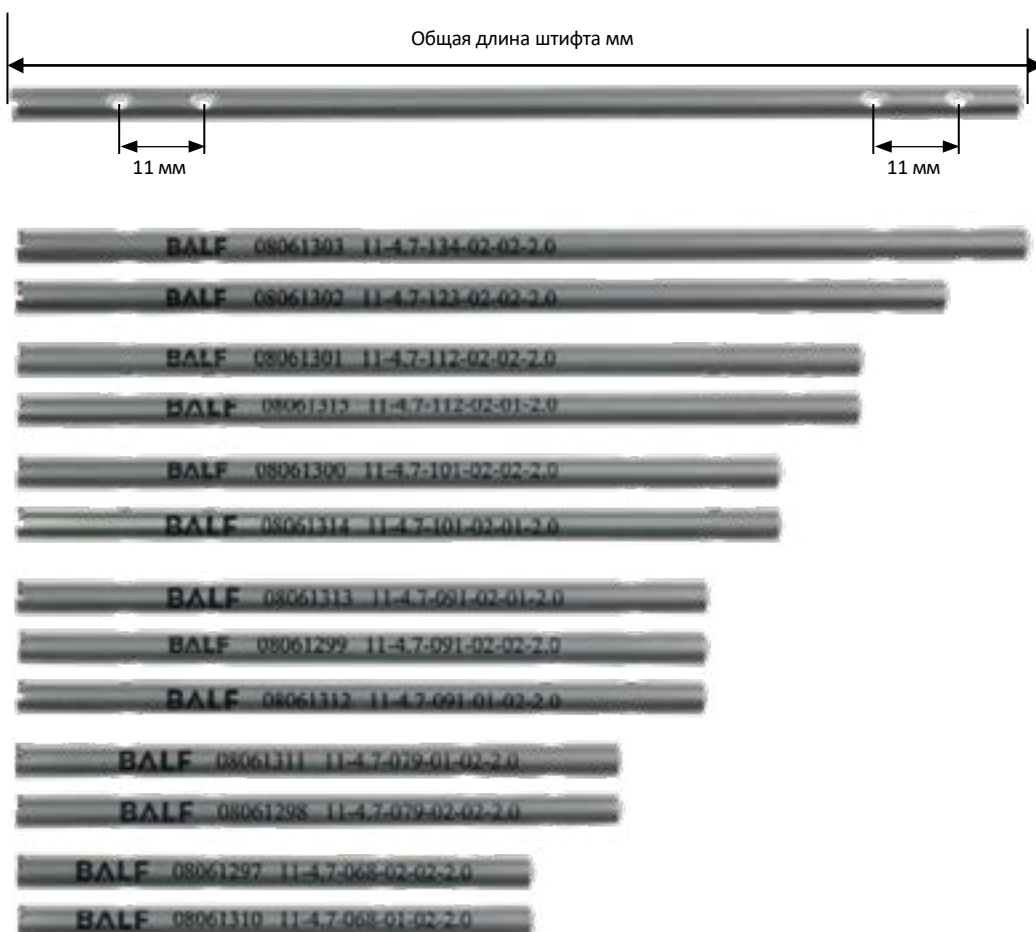 Общая длина штифта мм
11 мм 11 мм
BALF 08061303 11-4.7-134-02-02-2.0
BALF 08061302 11-4.7-123-02-02-2.0
BALF 08061301 11-4.7-112-02-02-2.0
BALF 08061315 11-4.7-112-02-01-2.0
BALF 08061300 11-4.7-101-02-02-2.0
BALF 08061314 11-4.7-101-02-01-2.0
BALF 08061313 11-4.7-091-02-01-2.0
BALF 08061299 11-4.7-091-02-02-2.0
BALF 08061312 11-4.7-091-01-02-2.0
BALF 08061311 11-4.7-079-01-02-2.0
BALF 08061298 11-4.7-079-02-02-2.0
BALF 08061297 11-4.7-068-02-02-2.0
BALF 08061310 11-4.7-068-01-02-2.0